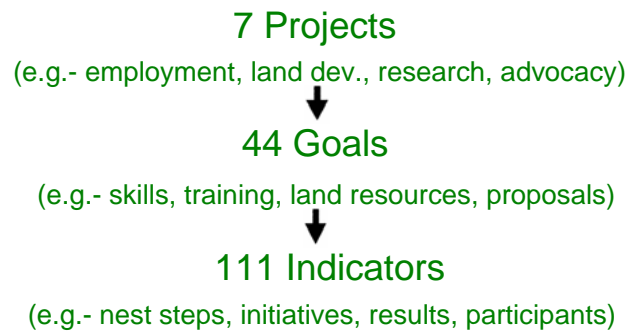 7 Projects
(e.g.- employment, land dev., research, advocacy)
44 Goals
(e.g.- skills, training, land resources, proposals)
111 Indicators
(e.g.- nest steps, initiatives, results, participants)